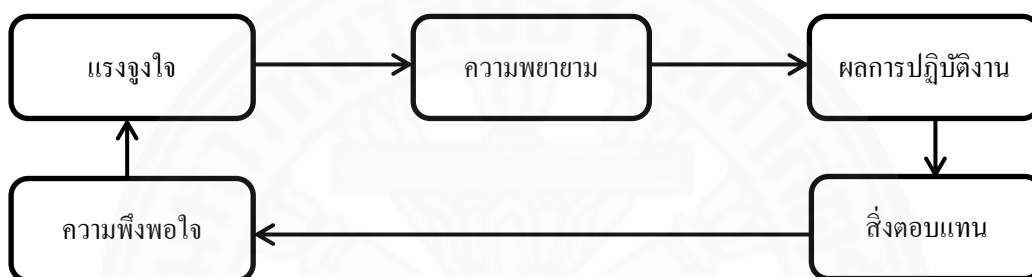 แรงจูงใจ
ความพยายาม
ผลการปฏิบัติงาน
ความพึงพอใจ
สิ่งตอบแทน